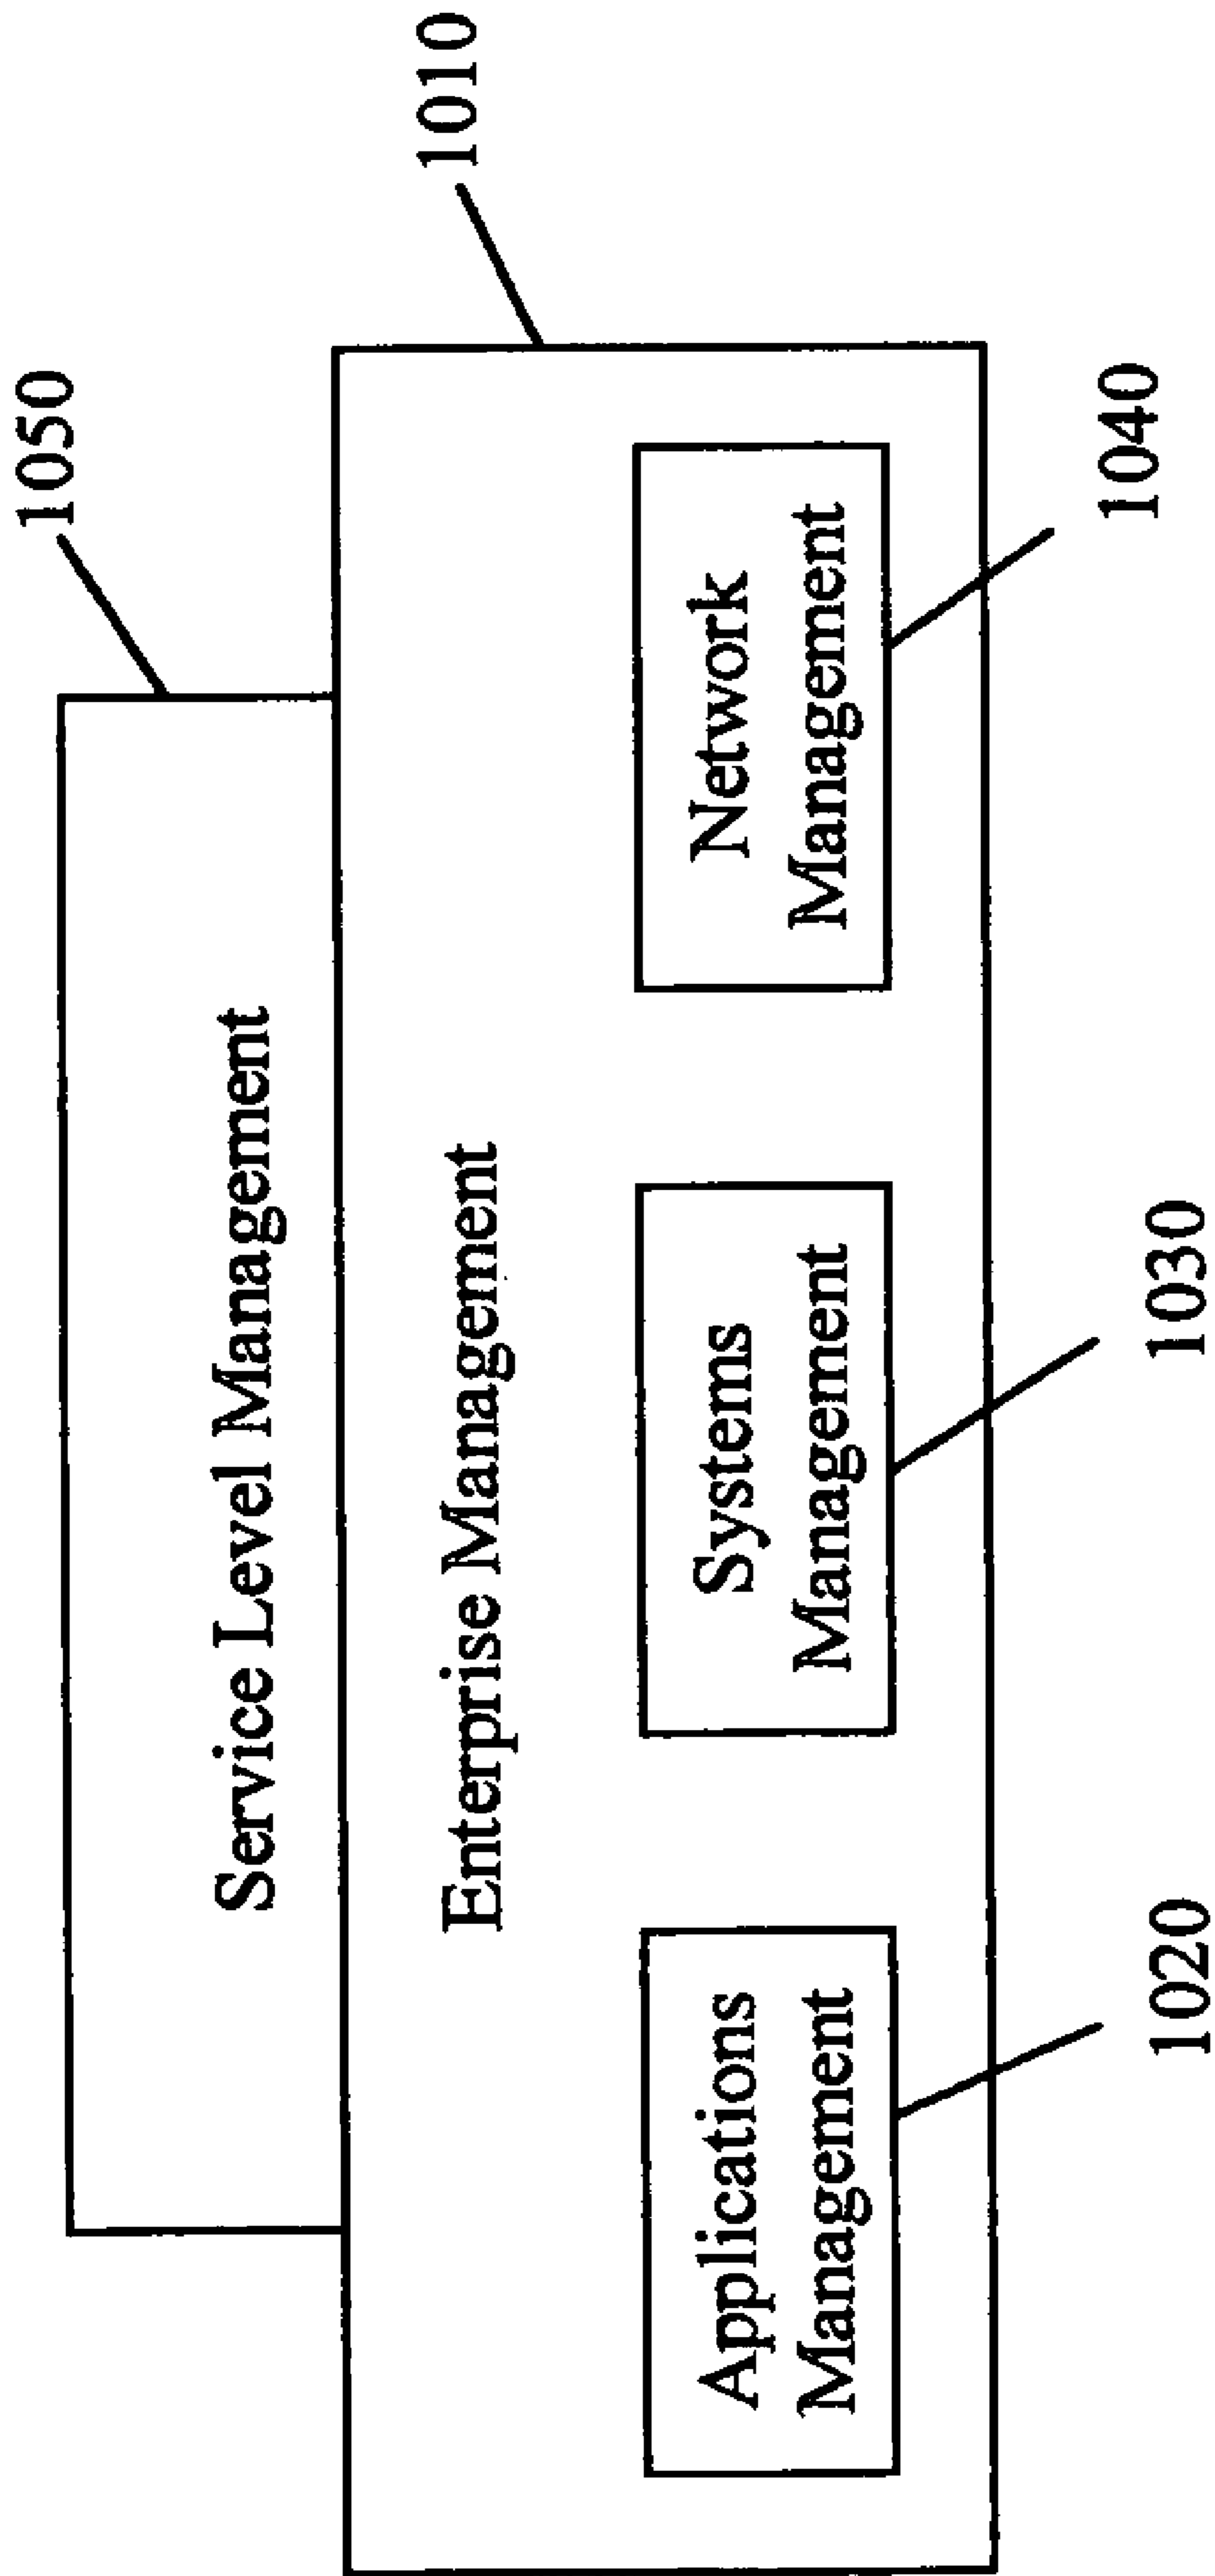 1050
Service Level Management
1010
Enterprise Management
Applications
Management
Systems
Management
Network
Management
1020
1030
1040